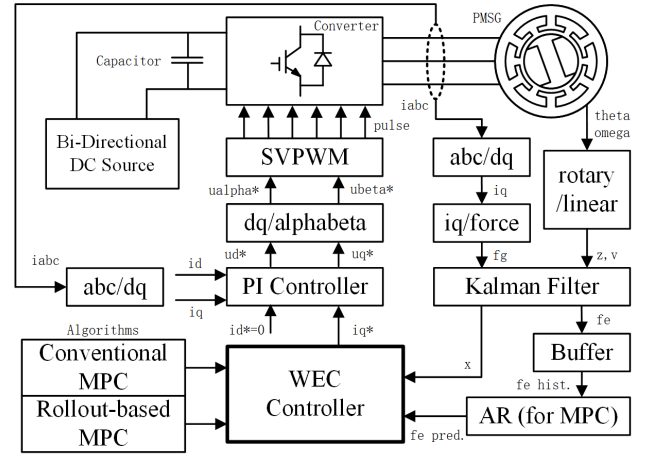 Converter
PMSG
Capacitor
Bi-Directional
DC Source
iabc
theta
omega
pulse
SVPWM
abc/dq
rotary
/linear
ualpha*
ubeta*
iq
dq/alphabeta
iq/force
ud*
uq*
fg
z,v
iabc
abc/dq
id
iq
PI Controller
Kalman Filter
id*=0
iq*
fe
Algorithms
Conventional
MPC
Rollout-based
MPC
WEC
Controller
x
Buffer
fe hist.
AR (for MPC)
fe pred.